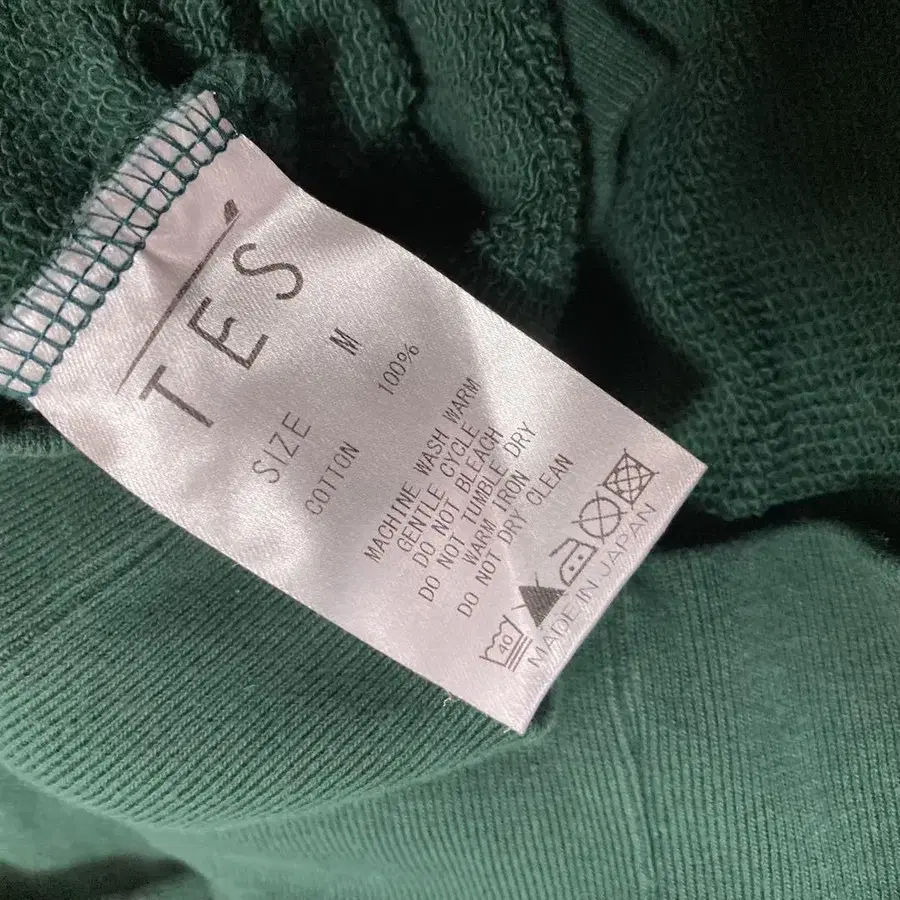 TES
SIZE M
COTTON 100%
MACHINE WASH WARM
GENTLE CYCLE
DO NOT BLEACH
DO NOT TUMBLE DRY
WARM IRON
DO NOT DRY CLEAN
40
MADE IN JAPAN